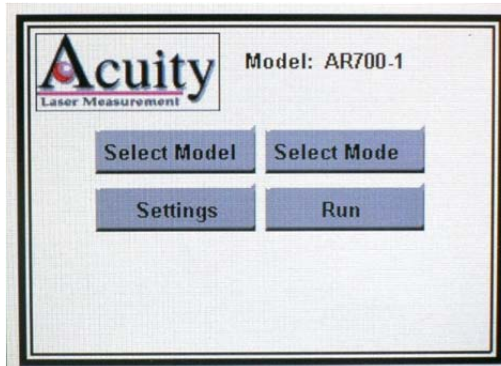 Acuity
Laser Measurement
Model: AR700-1
Select Model
Select Mode
Settings
Run